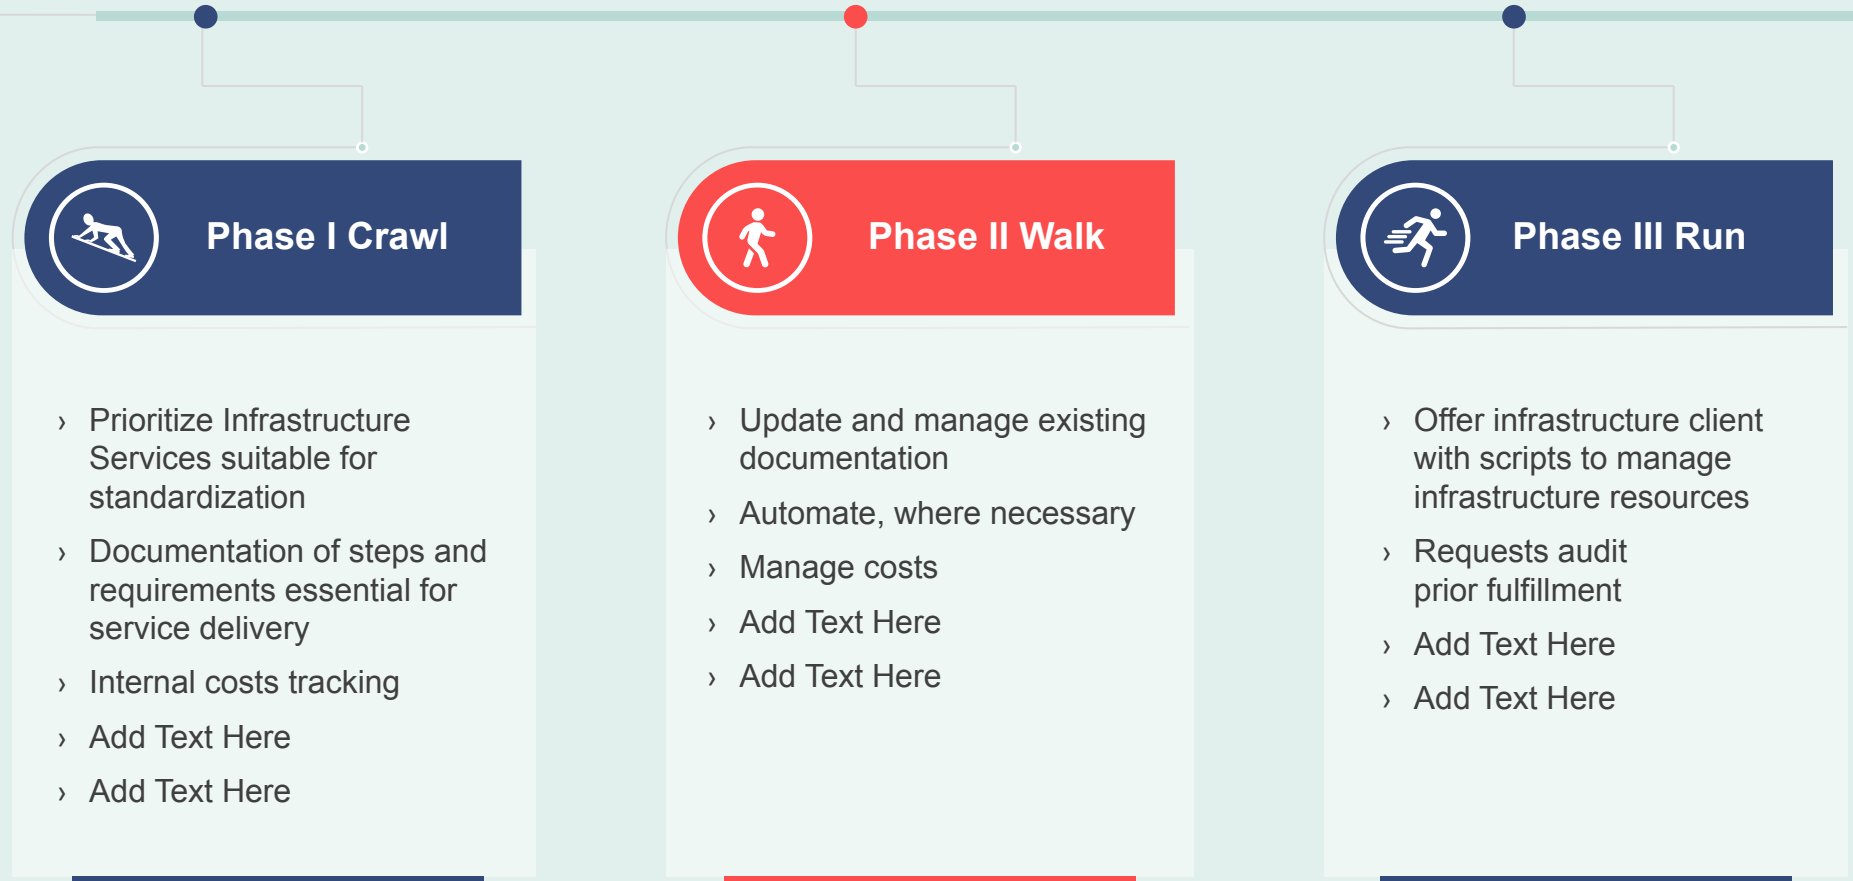 Phase I Crawl
› Prioritize Infrastructure
Services suitable for
standardization
› Documentation of steps and
requirements essential for
service delivery
› Internal costs tracking
› Add Text Here
› Add Text Here
Phase II Walk
› Update and manage existing
documentation
› Automate, where necessary
› Manage costs
› Add Text Here
› Add Text Here
Phase III Run
› Offer infrastructure client
with scripts to manage
infrastructure resources
› Requests audit
prior fulfillment
› Add Text Here
› Add Text Here